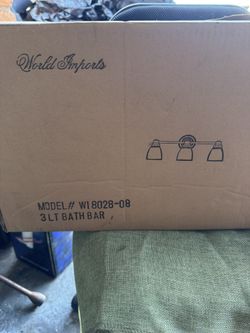 World Imports
MODEL# WI8028-08
3 LT BATH BAR